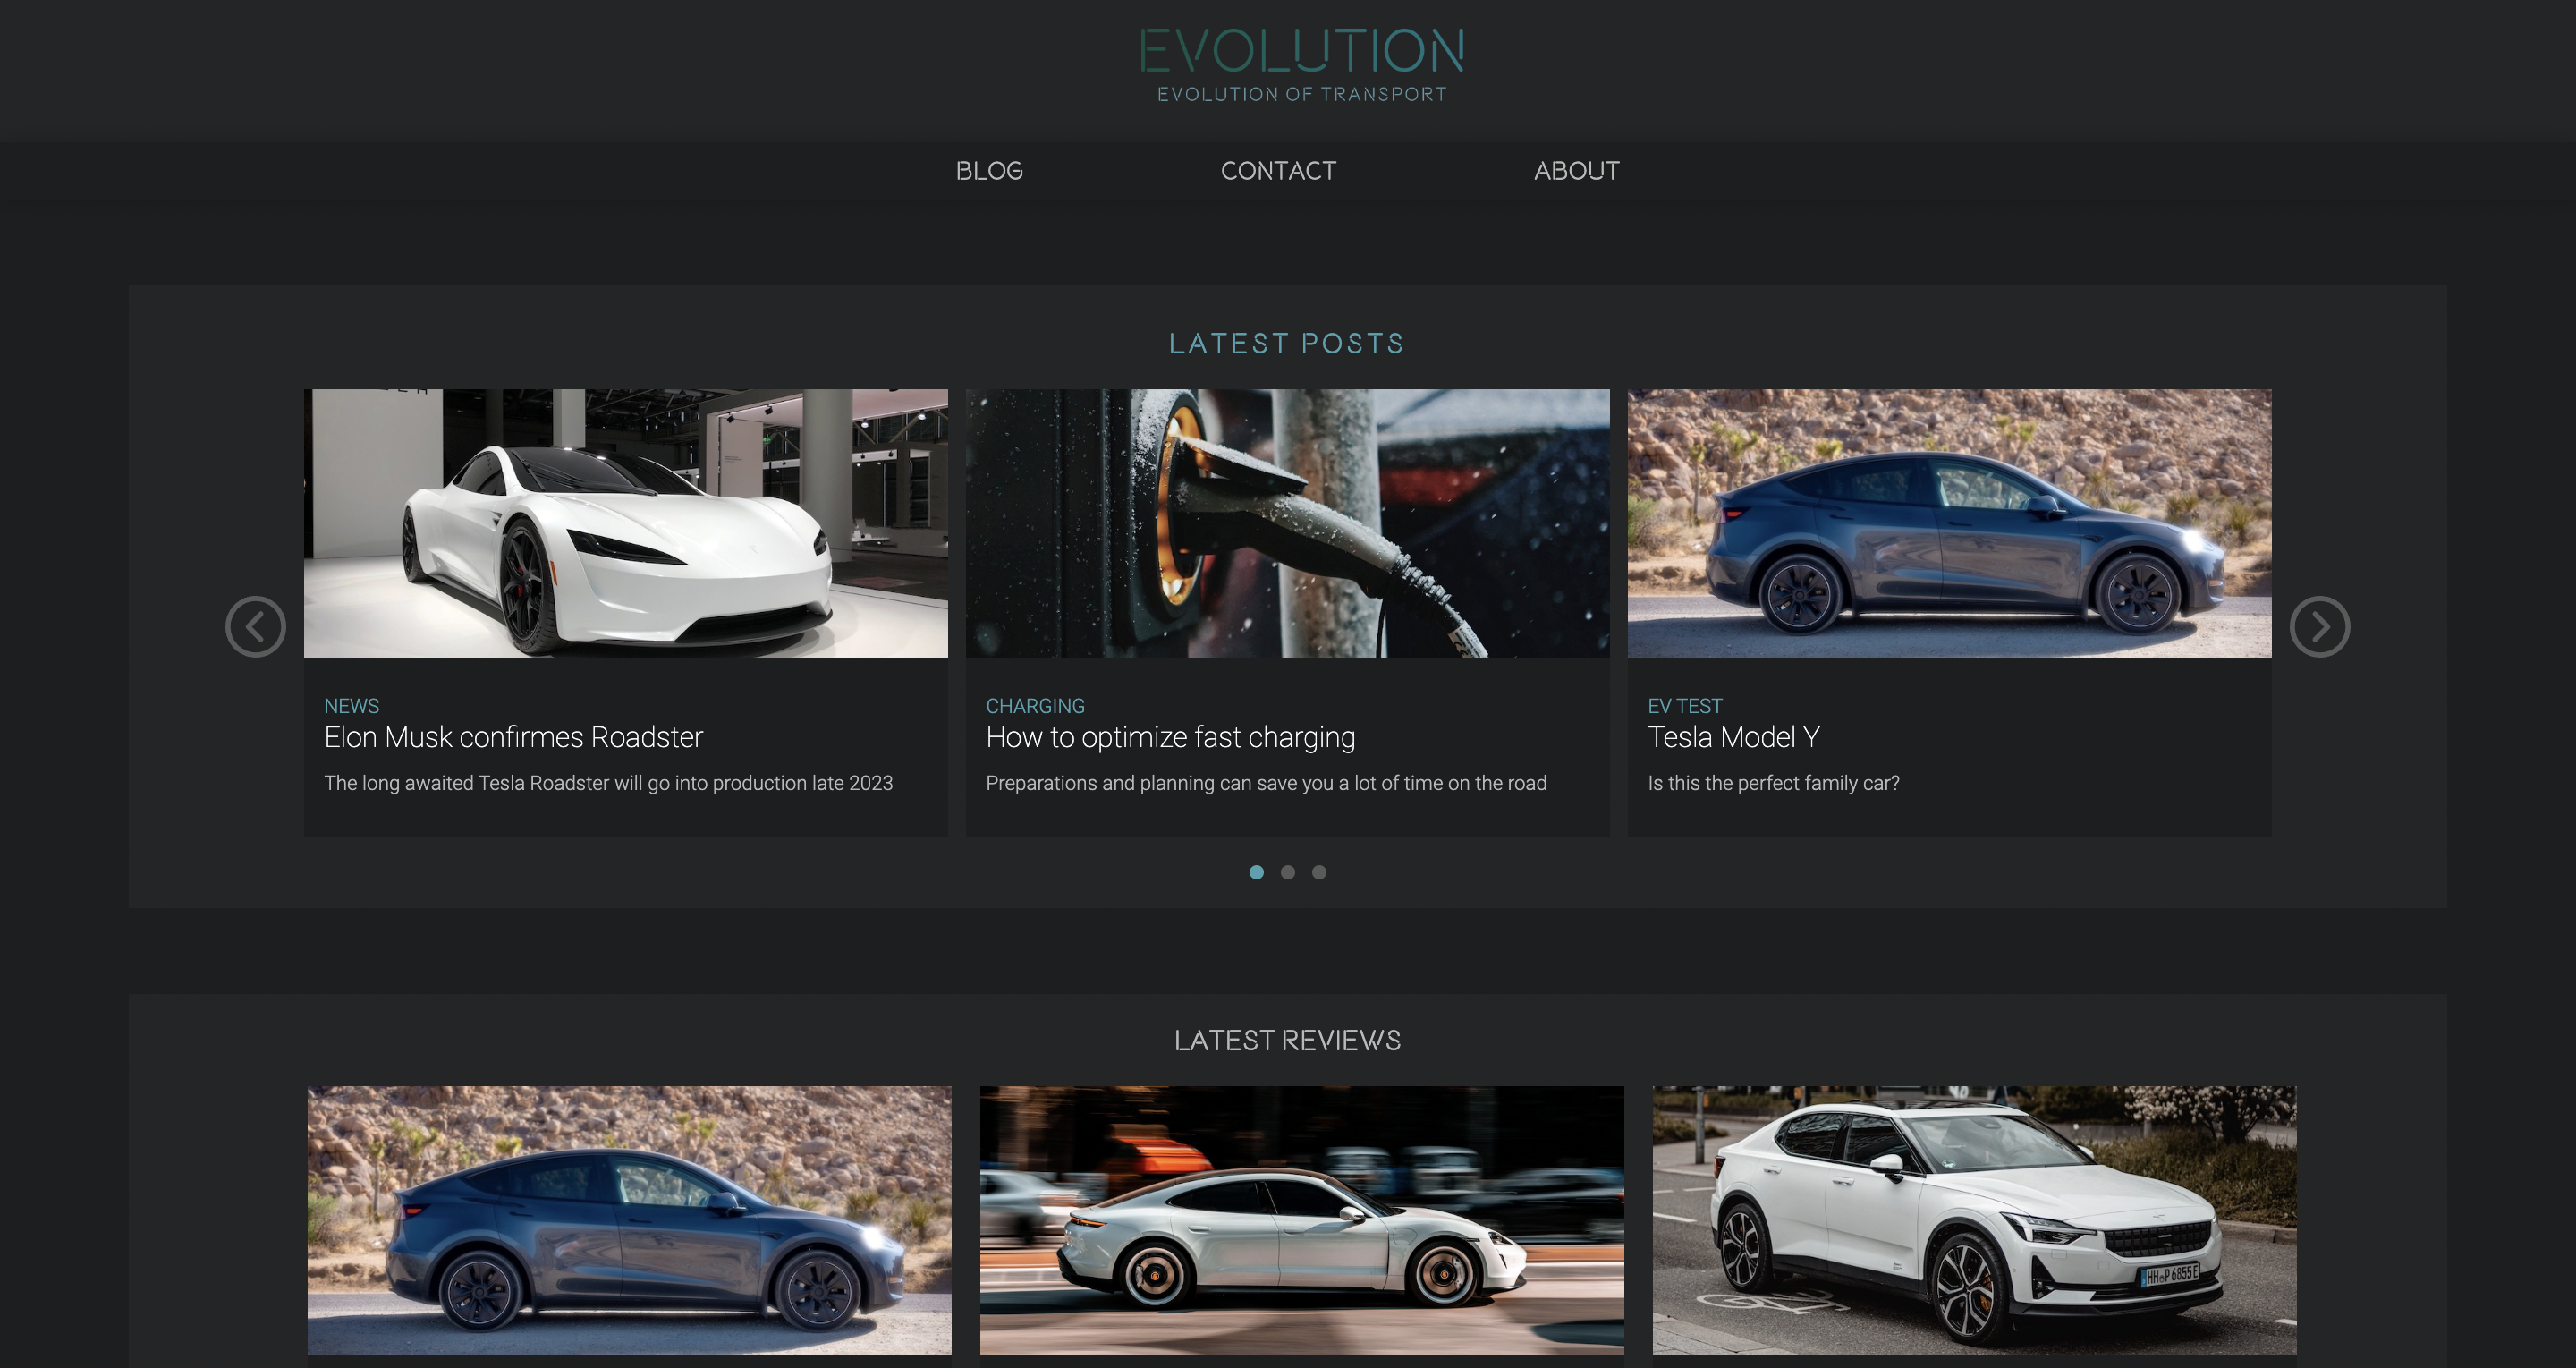 EVOLUTION
EVOLUTION OF TRANSPORT
BLOG CONTACT ABOUT
LATEST POSTS
NEWS
Elon Musk confirmes Roadster
The long awaited Tesla Roadster will go into production late 2023
CHARGING
How to optimize fast charging
Preparations and planning can save you a lot of time on the road
EV TEST
Tesla Model Y
Is this the perfect family car?
LATEST REVIEWS
HH P 6855E